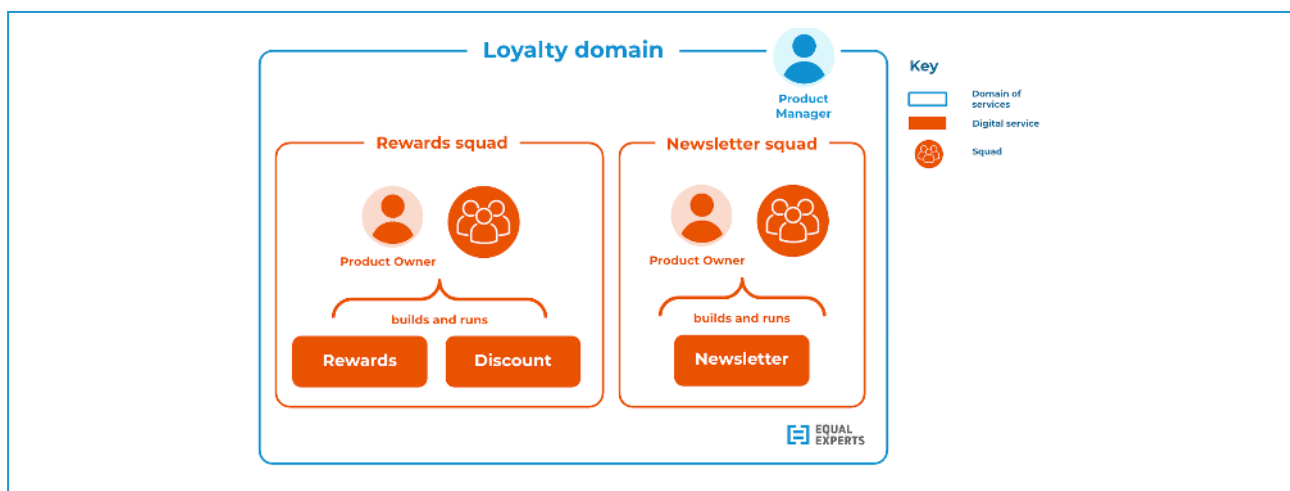 Loyalty domain
Product
Manager
Key
Domain of
services
Digital service
Squad
Rewards squad
Product Owner
builds and runs
Rewards
Discount
Newsletter squad
Product Owner
builds and runs
Newsletter
EQUAL
EXPERTS